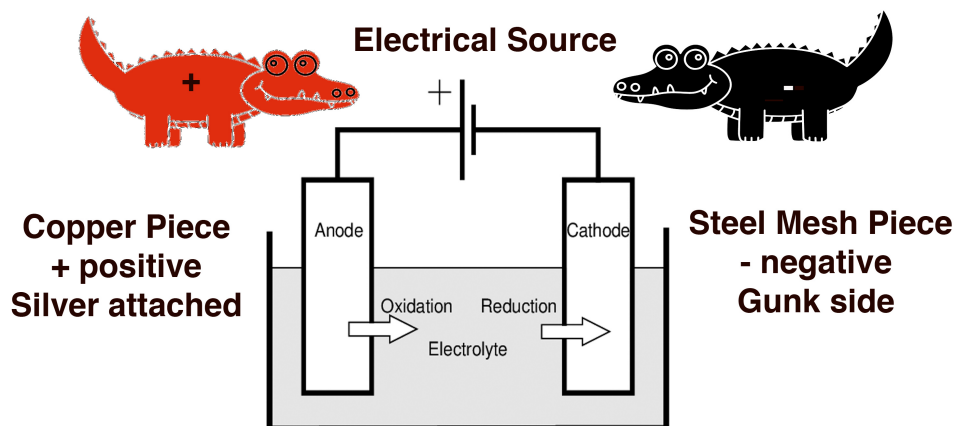 Electrical Source
+
-
+
Copper Piece
+ positive
Silver attached
Anode
Cathode
Steel Mesh Piece
- negative
Gunk side
Oxidation
Reduction
Electrolyte